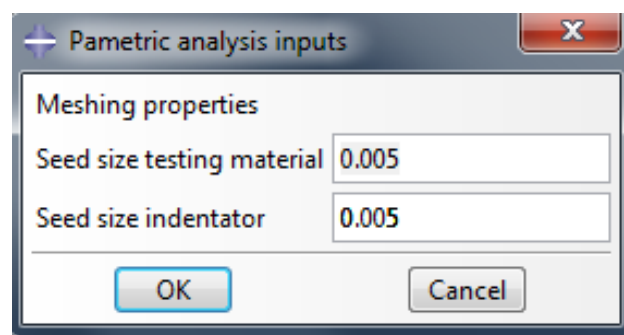 Pametric analysis inputs
Meshing properties
Seed size testing material 0.005
Seed size indentator 0.005
OK Cancel